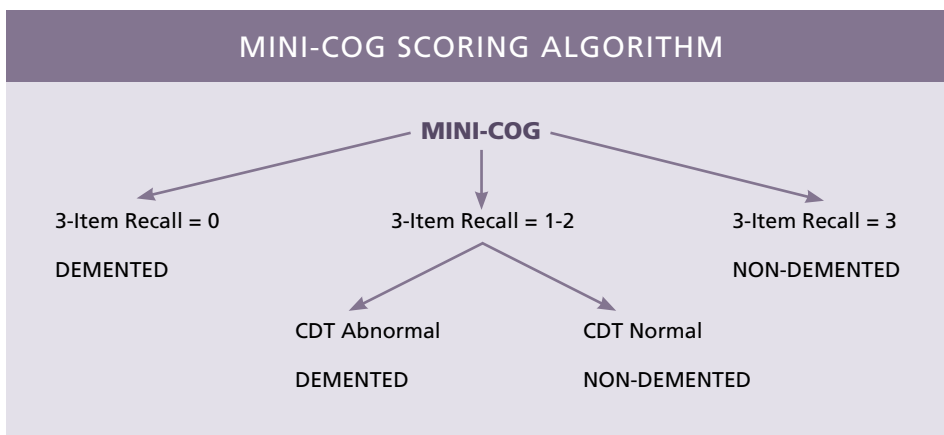 MINI-COG SCORING ALGORITHM
MINI-COG
3-Item Recall = 0
3-Item Recall = 1-2
3-Item Recall = 3
DEMENTED
NON-DEMENTED
CDT Abnormal
CDT Normal
DEMENTED
NON-DEMENTED